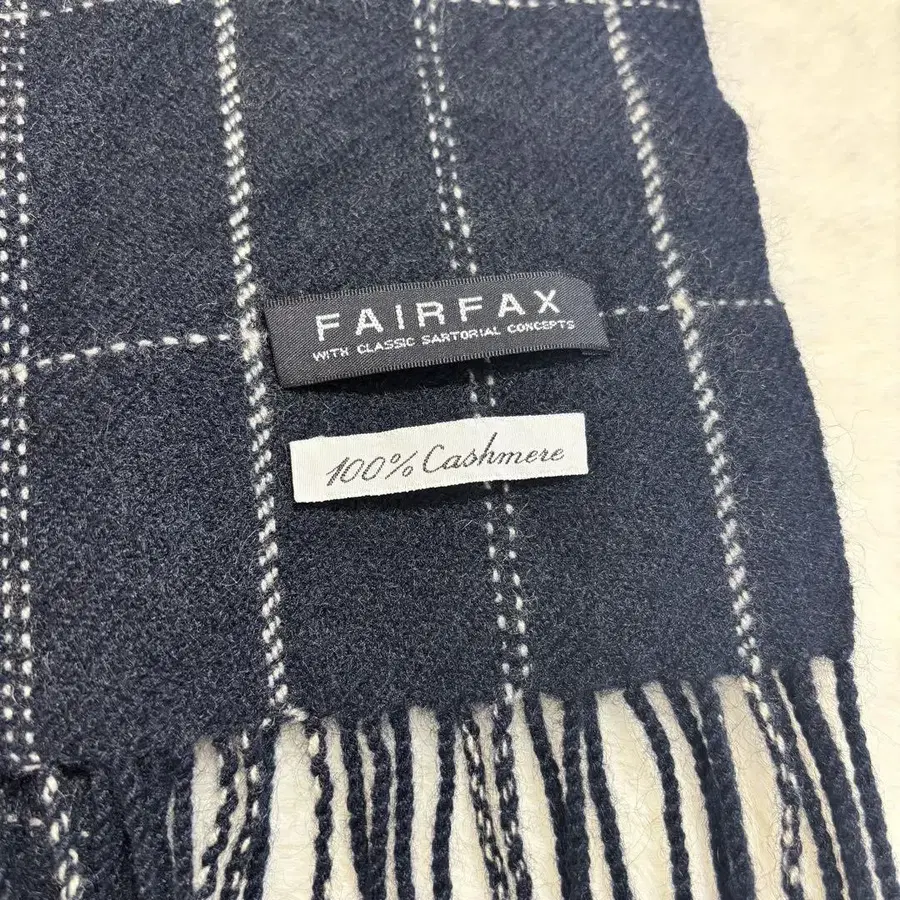 FAIRFAX
WITH CLASSIC SARTORIAL CONCEPTS
100% Cashmere